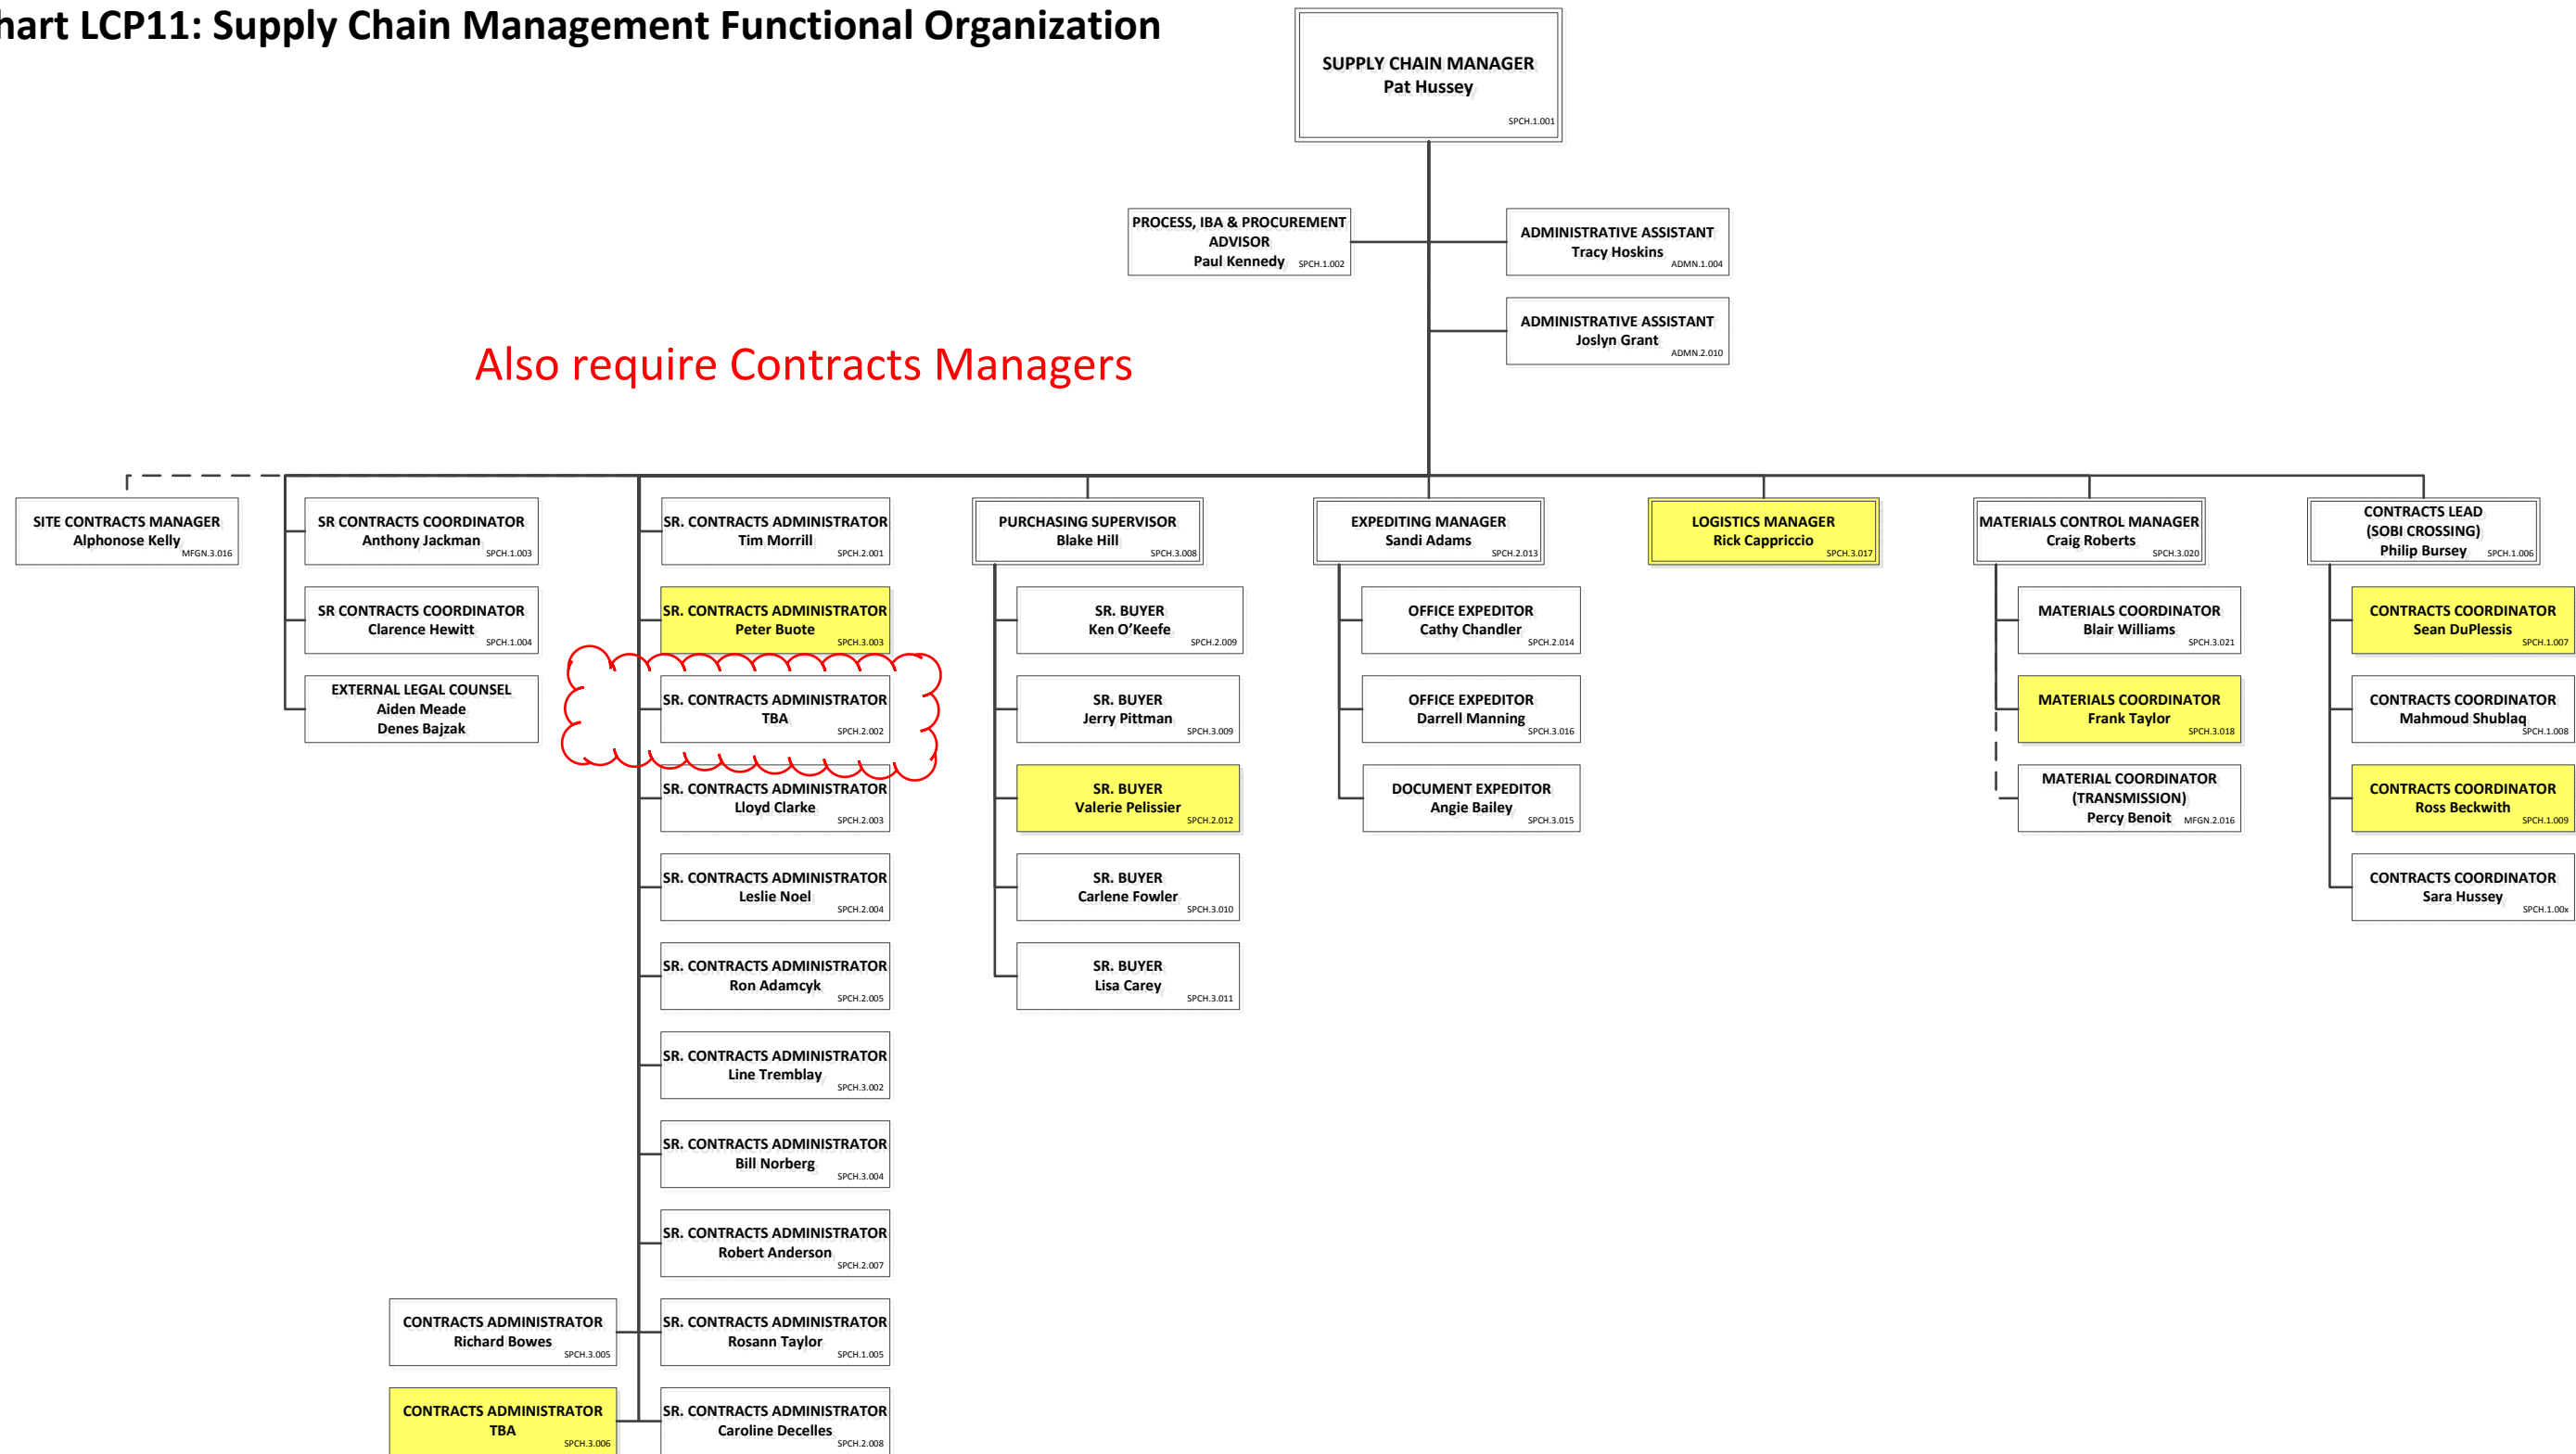 hart LCP11: Supply Chain Management Functional Organization
SUPPLY CHAIN MANAGER
Pat Hussey
SPCH.1.001
PROCESS, IBA & PROCUREMENT
ADVISOR
Paul Kennedy SPCH.1.002
ADMINISTRATIVE ASSISTANT
Tracy Hoskins
ADMN.1.004
ADMINISTRATIVE ASSISTANT
Joslyn Grant
ADMN.2.010
Also require Contracts Managers
SITE CONTRACTS MANAGER
Alphonose Kelly
MFGN.3.016
SR CONTRACTS COORDINATOR
Anthony Jackman
SPCH.1.003
SR CONTRACTS COORDINATOR
Clarence Hewitt
SPCH.1.004
EXTERNAL LEGAL COUNSEL
Aiden Meade
Denes Bajzak
SR. CONTRACTS ADMINISTRATOR
Tim Morrill
SPCH.2.001
SR. CONTRACTS ADMINISTRATOR
Peter Buote
SPCH.3.003
SR. CONTRACTS ADMINISTRATOR
TBA
SPCH.2.002
SR. CONTRACTS ADMINISTRATOR
Lloyd Clarke
SPCH.2.003
SR. CONTRACTS ADMINISTRATOR
Leslie Noel
SPCH.2.004
SR. CONTRACTS ADMINISTRATOR
Ron Adamcyk
SPCH.2.005
SR. CONTRACTS ADMINISTRATOR
Line Tremblay
SPCH.3.002
SR. CONTRACTS ADMINISTRATOR
Bill Norberg
SPCH.3.004
SR. CONTRACTS ADMINISTRATOR
Robert Anderson
SPCH.2.007
CONTRACTS ADMINISTRATOR
Richard Bowes
SPCH.3.005
SR. CONTRACTS ADMINISTRATOR
Rosann Taylor
SPCH.1.005
CONTRACTS ADMINISTRATOR
TBA
SPCH.3.006
SR. CONTRACTS ADMINISTRATOR
Caroline Decelles
SPCH.2.008
PURCHASING SUPERVISOR
Blake Hill
SPCH.3.008
SR. BUYER
Ken O’Keefe
SPCH.2.009
SR. BUYER
Jerry Pittman
SPCH.3.009
SR. BUYER
Valerie Pelissier
SPCH.2.012
SR. BUYER
Carlene Fowler
SPCH.3.010
SR. BUYER
Lisa Carey
SPCH.3.011
EXPEDITING MANAGER
Sandi Adams
SPCH.2.013
OFFICE EXPEDITOR
Cathy Chandler
SPCH.2.014
OFFICE EXPEDITOR
Darrell Manning
SPCH.3.016
DOCUMENT EXPEDITOR
Angie Bailey
SPCH.3.015
LOGISTICS MANAGER
Rick Cappriccio
SPCH.3.017
MATERIALS CONTROL MANAGER
Craig Roberts
SPCH.3.020
MATERIALS COORDINATOR
Blair Williams
SPCH.3.021
MATERIALS COORDINATOR
Frank Taylor
SPCH.3.018
MATERIAL COORDINATOR
(TRANSMISSION)
Percy Benoit MFGN.2.016
CONTRACTS LEAD
(SOBI CROSSING)
Philip Bursey SPCH.1.006
CONTRACTS COORDINATOR
Sean DuPlessis
SPCH.1.007
CONTRACTS COORDINATOR
Mahmoud Shublaq
SPCH.1.008
CONTRACTS COORDINATOR
Ross Beckwith
SPCH.1.009
CONTRACTS COORDINATOR
Sara Hussey
SPCH.1.00x